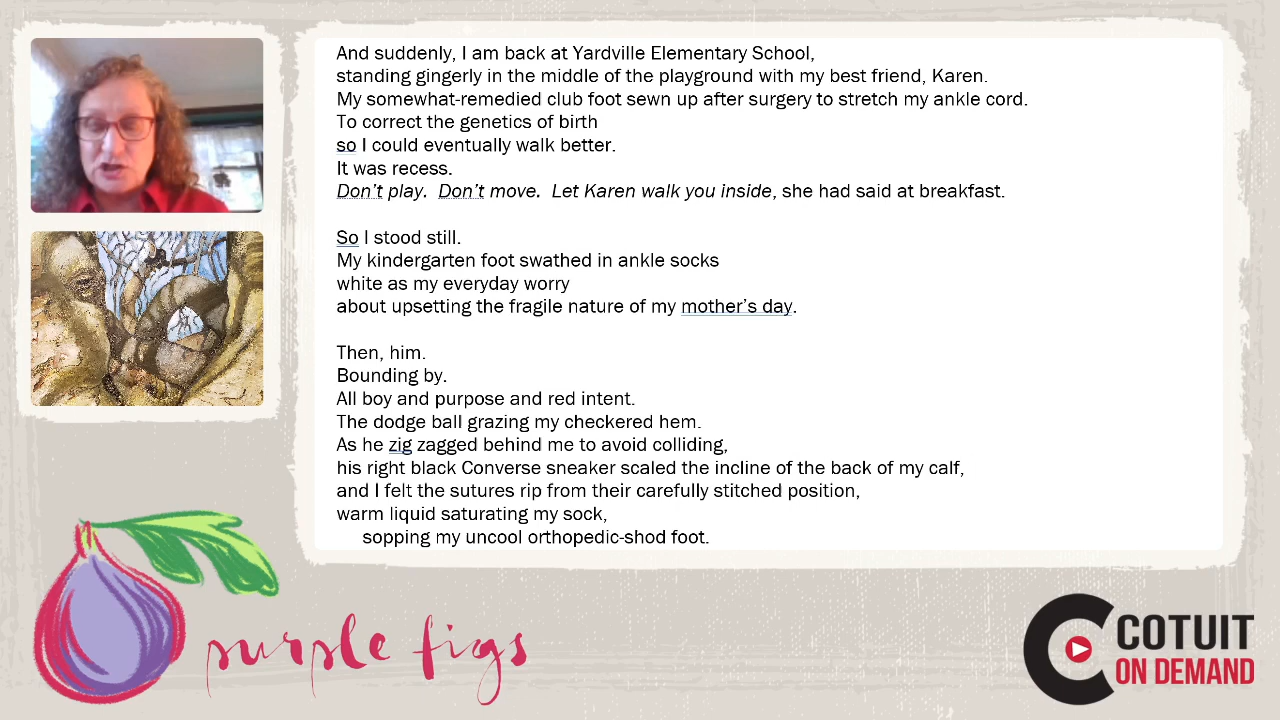 And suddenly, I am back at Yardville Elementary School,
standing gingerly in the middle of the playground with my best friend, Karen.
My somewhat-remedied club foot sewn up after surgery to stretch my ankle cord.
To correct the genetics of birth
so I could eventually walk better.
It was recess.
Don't play.  Don't move.  Let Karen walk you inside, she had said at breakfast.
So I stood still.
My kindergarten foot swathed in ankle socks
white as my everyday worry
about upsetting the fragile nature of my mother's day.
Then, him.
Bounding by.
All boy and purpose and red intent.
The dodge ball grazing my checkered hem.
As he zig zagged behind me to avoid colliding,
his right black Converse sneaker scaled the incline of the back of my calf,
and I felt the sutures rip from their carefully stitched position,
warm liquid saturating my sock,
sopping my uncool orthopedic-shod foot.
purple figs
COTUIT
ON DEMAND